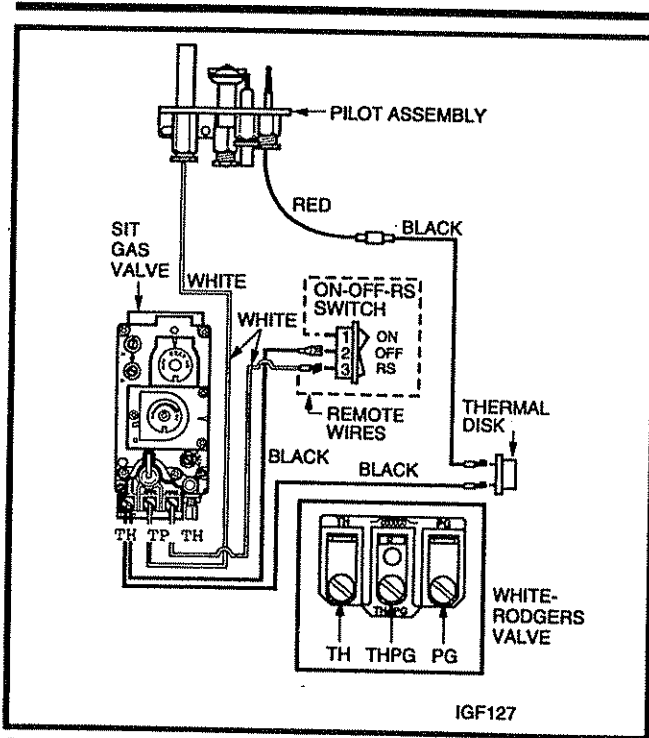 PILOT ASSEMBLY
RED
BLACK
SIT
GAS
VALVE
WHITE
WHITE
ON-OFF-RS
SWITCH
1 ON
2 OFF
3 RS
REMOTE
WIRES
THERMAL
DISK
BLACK
BLACK
TH TP TH
TH PG
THPG
WHITE-
RODGERS
VALVE
TH THPG PG
IGF127